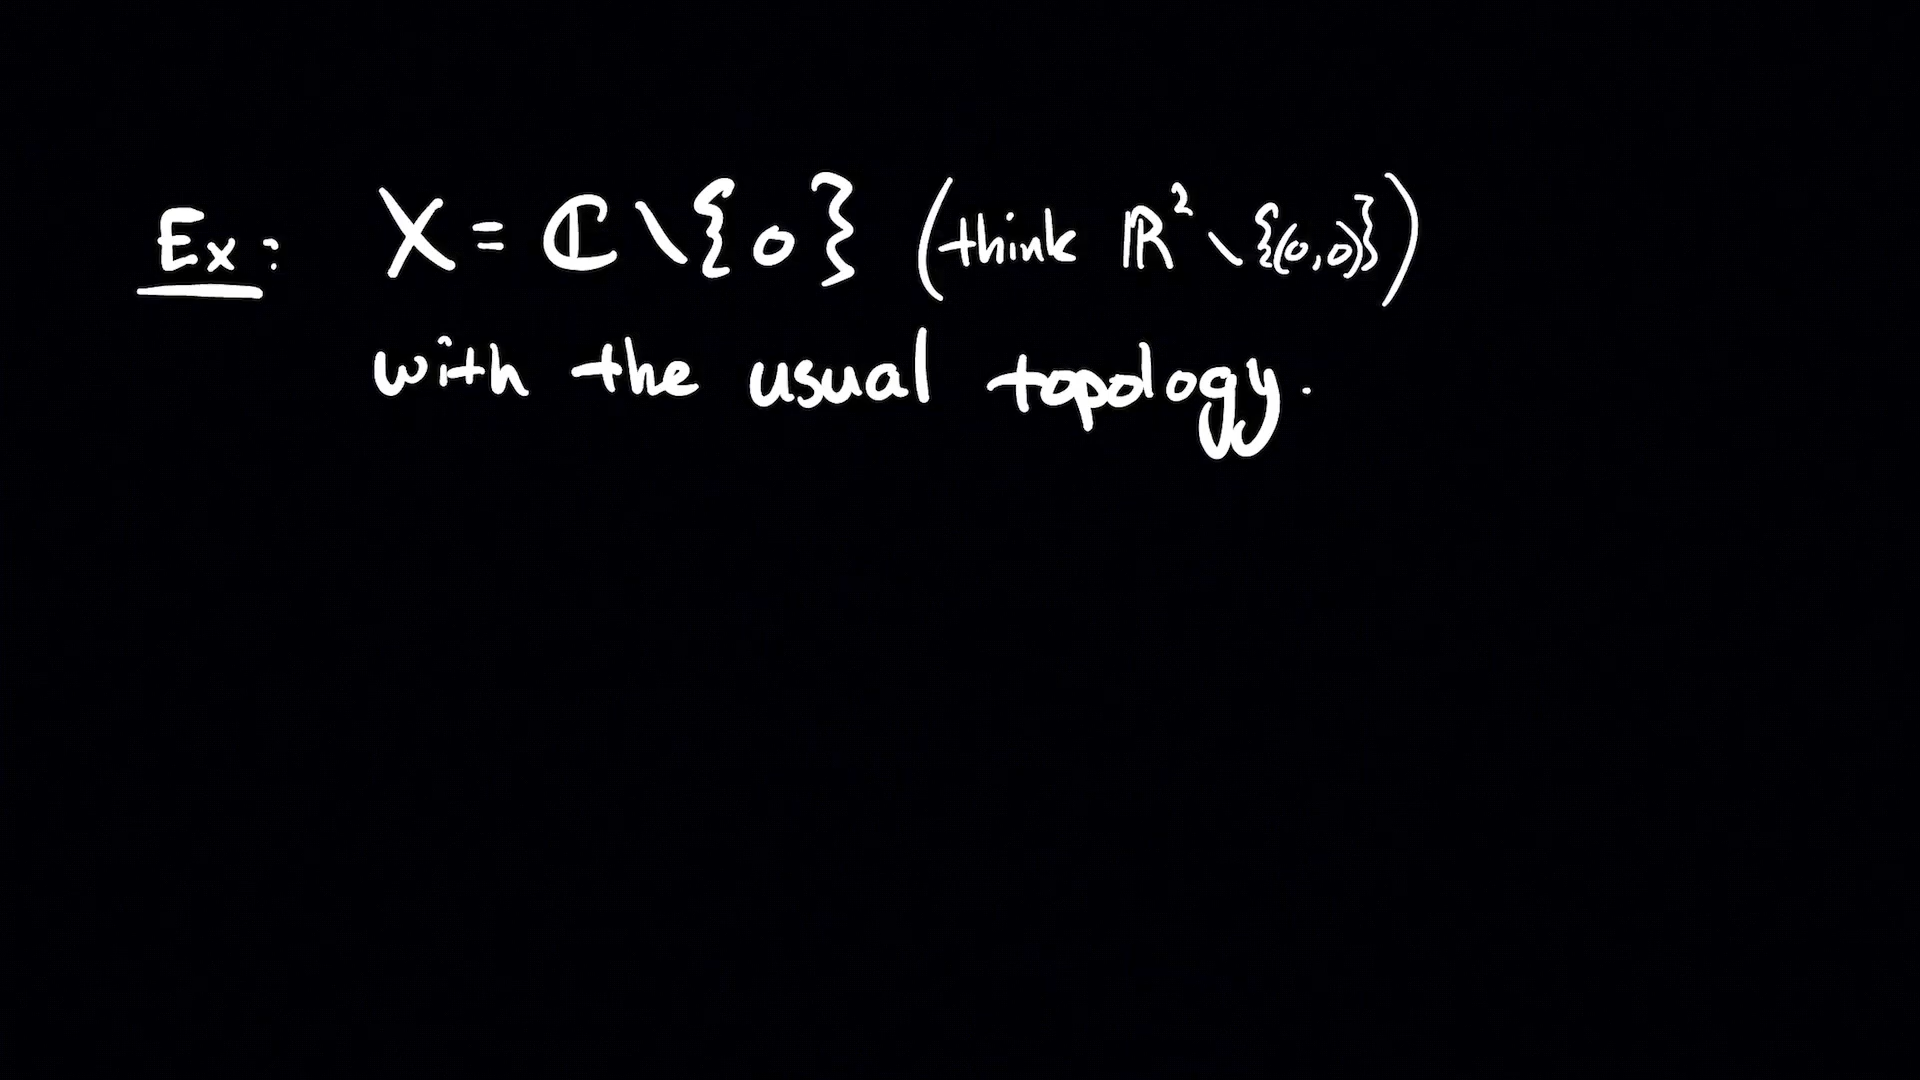 Ex: X = ℂ \ {0} (think ℝ² \ {(0,0)})
with the usual topology.